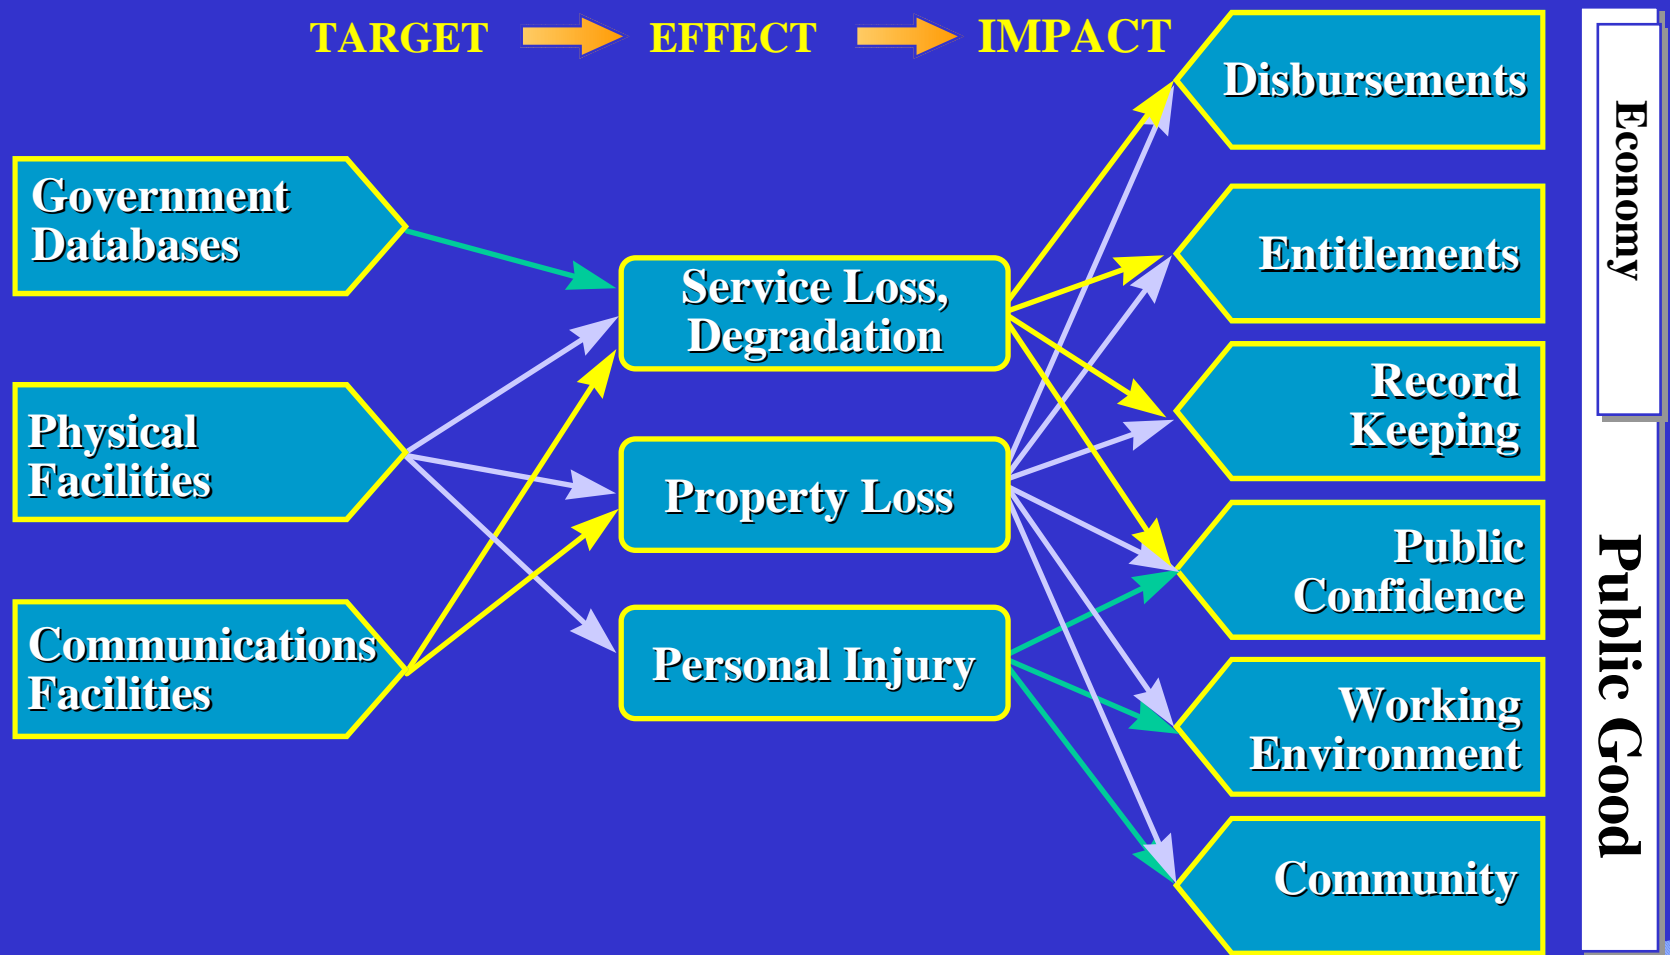 TARGET EFFECT IMPACT
Government
Databases
Physical
Facilities
Communications
Facilities
Service Loss,
Degradation
Property Loss
Personal Injury
Disbursements
Entitlements
Record
Keeping
Public
Confidence
Working
Environment
Community
Economy
Public Good